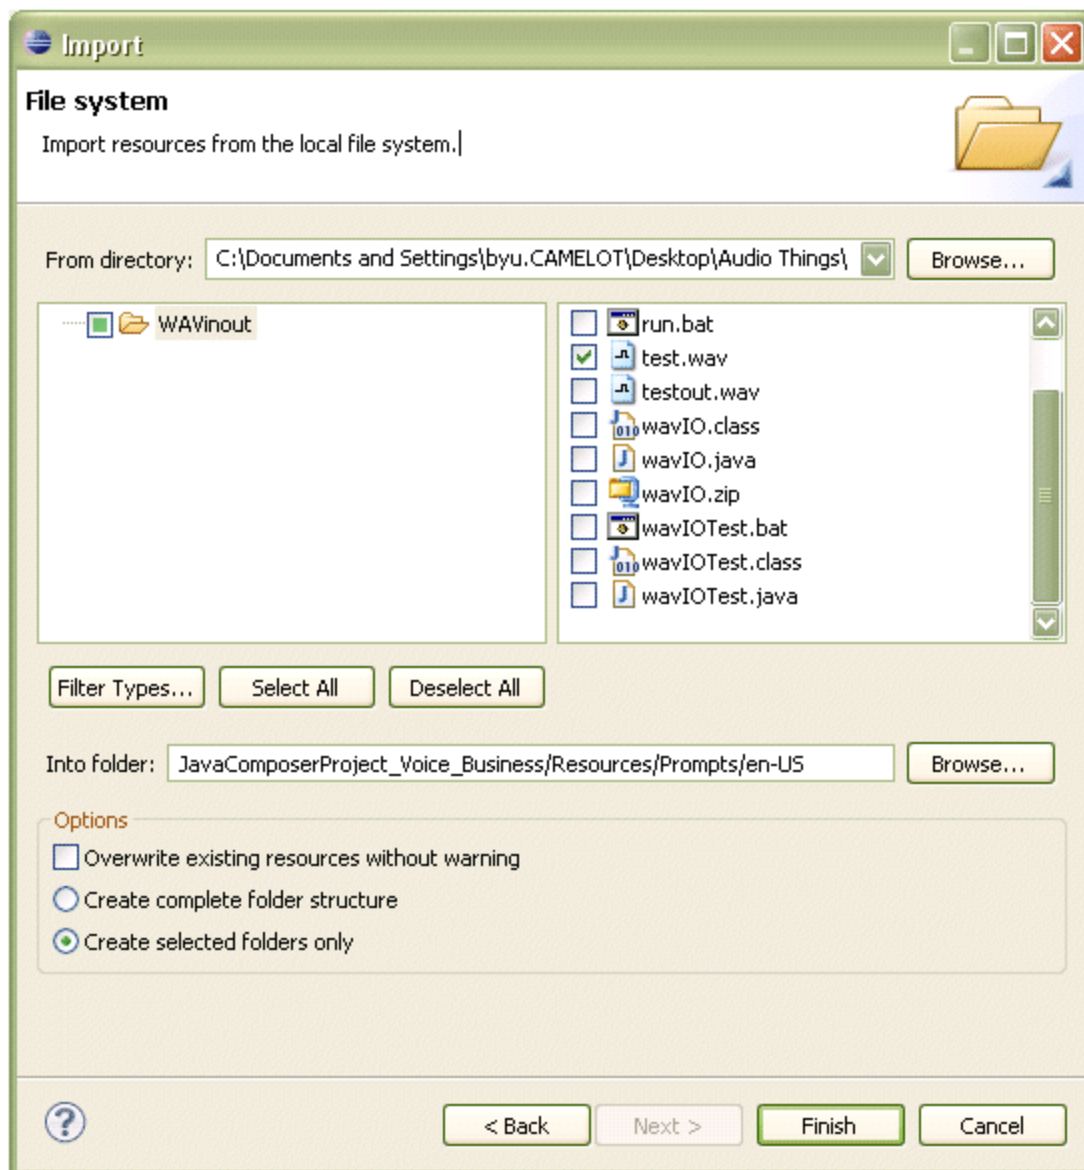 Import
File system
Import resources from the local file system.
From directory: C:\Documents and Settings\byu.CAMELOT\Desktop\Audio Things\ Browse...
WAVinout
run.bat
test.wav
testout.wav
wavIO.class
wavIO.java
wavIO.zip
wavIOTest.bat
wavIOTest.class
wavIOTest.java
Filter Types... Select All Deselect All
Into folder: JavaComposerProject_Voice_Business/Resources/Prompts/en-US Browse...
Options
Overwrite existing resources without warning
Create complete folder structure
Create selected folders only
? < Back Next > Finish Cancel